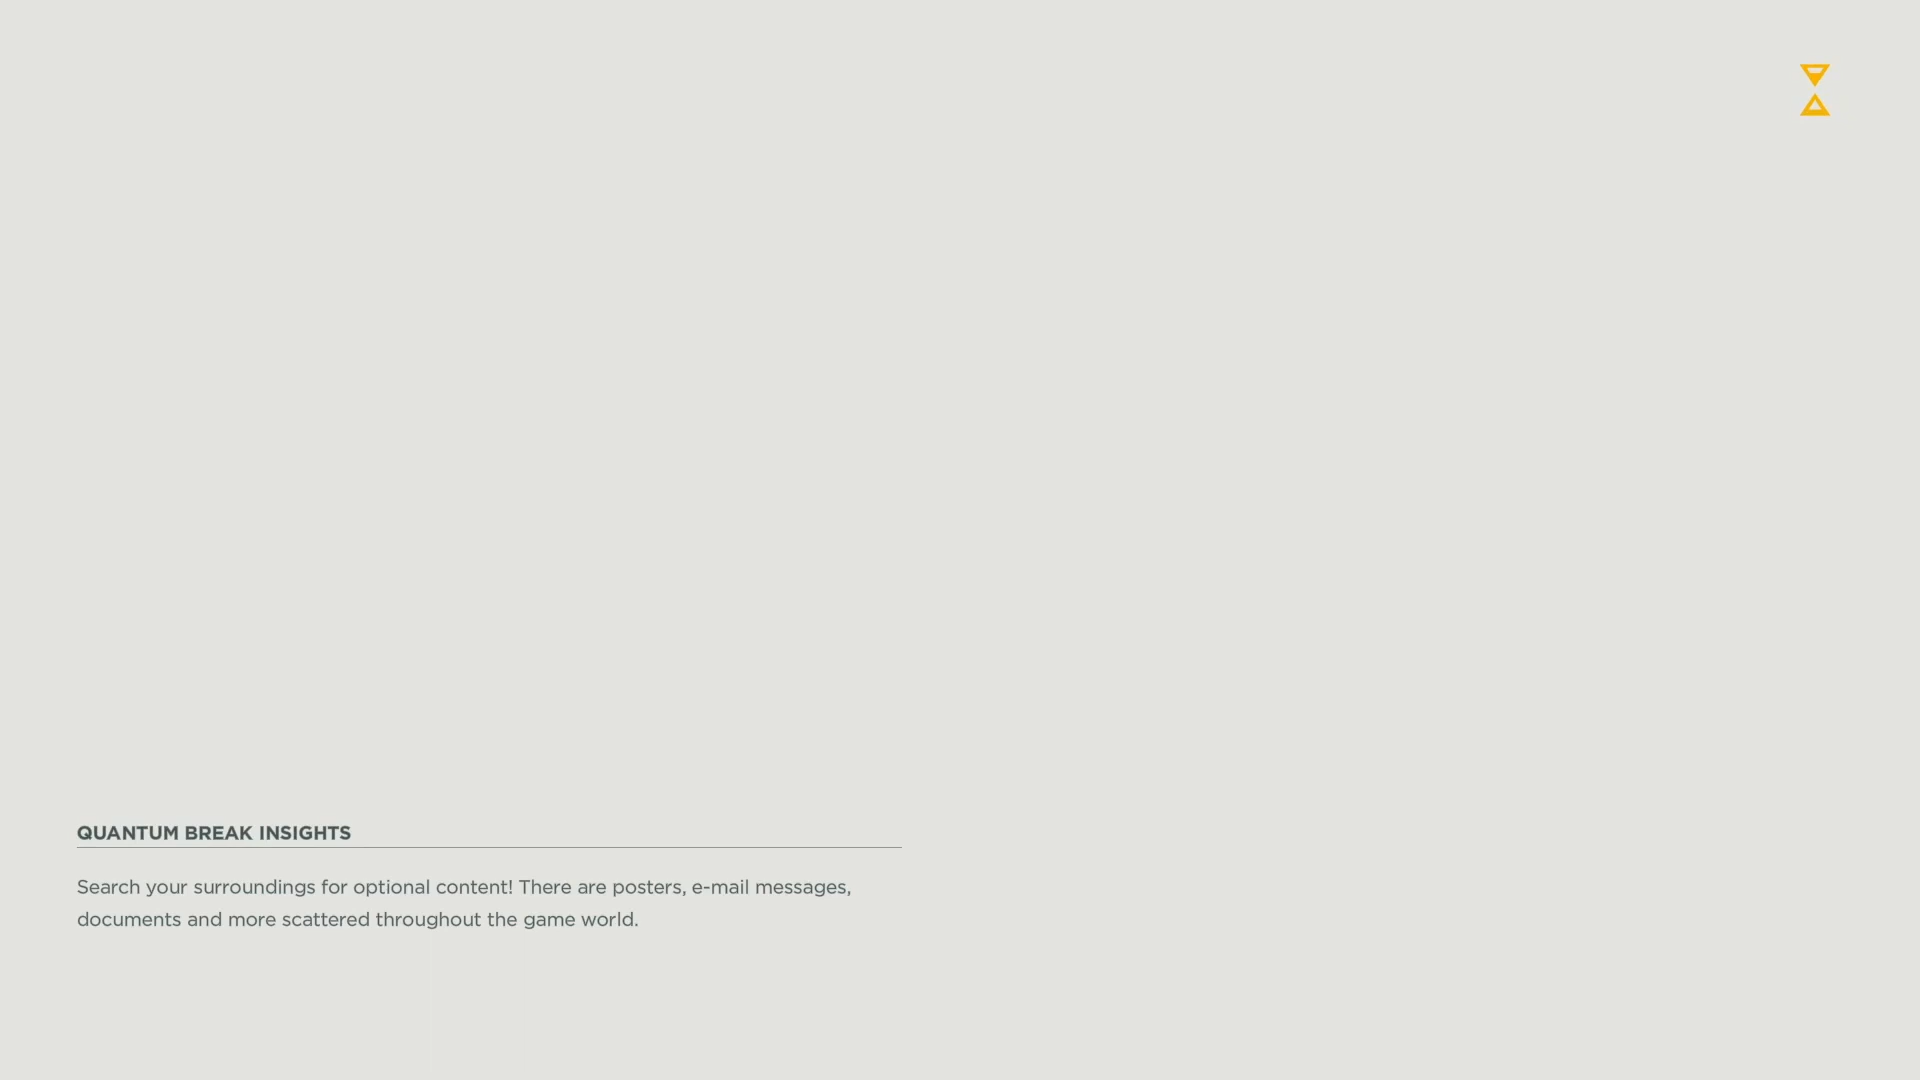 QUANTUM BREAK INSIGHTS
Search your surroundings for optional content! There are posters, e-mail messages,
documents and more scattered throughout the game world.